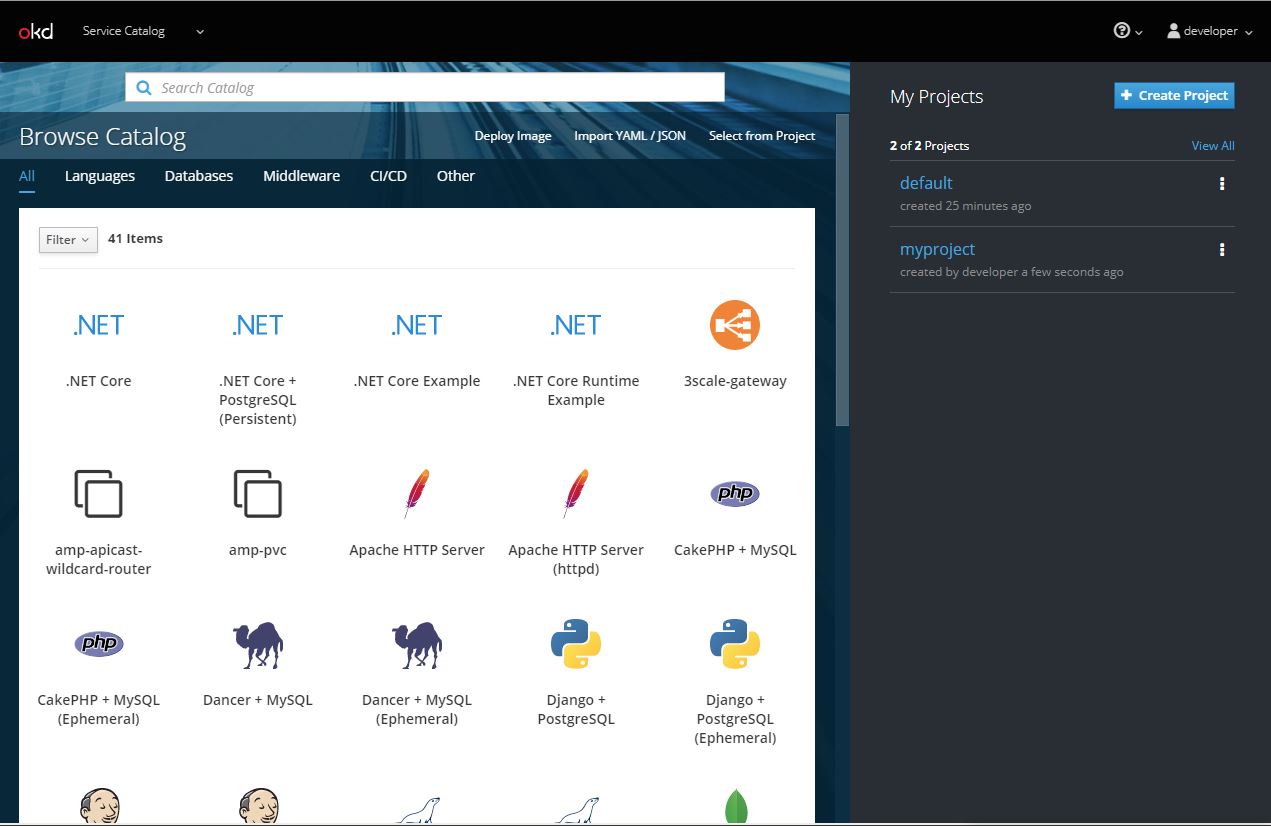 okd Service Catalog
developer
Search Catalog
Browse Catalog
Deploy Image Import YAML / JSON Select from Project
All Languages Databases Middleware CI/CD Other
Filter 41 Items
.NET .NET .NET .NET
.NET Core
.NET Core +
PostgreSQL
(Persistent)
.NET Core Example
.NET Core Runtime
Example
3scale-gateway
php
amp-apicast-
wildcard-router
amp-pvc
Apache HTTP Server
Apache HTTP Server
(httpd)
CakePHP + MySQL
php
CakePHP + MySQL
(Ephemeral)
Dancer + MySQL
Dancer + MySQL
(Ephemeral)
Django +
PostgreSQL
Django +
PostgreSQL
(Ephemeral)
My Projects
+ Create Project
2 of 2 Projects View All
default
created 25 minutes ago
myproject
created by developer a few seconds ago